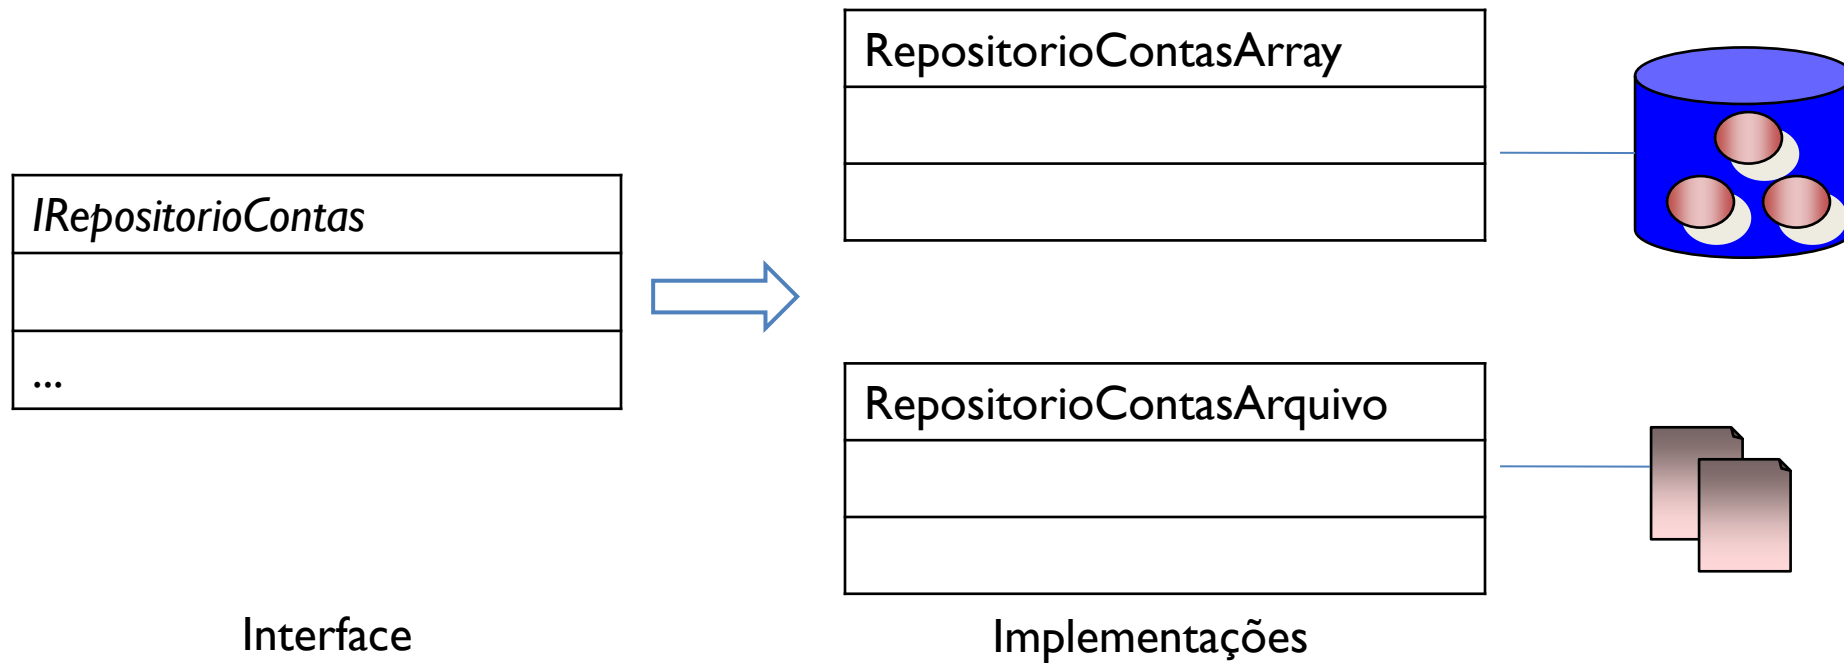 IRepositorioContas
...
Interface
RepositorioContasArray
RepositorioContasArquivo
Implementações